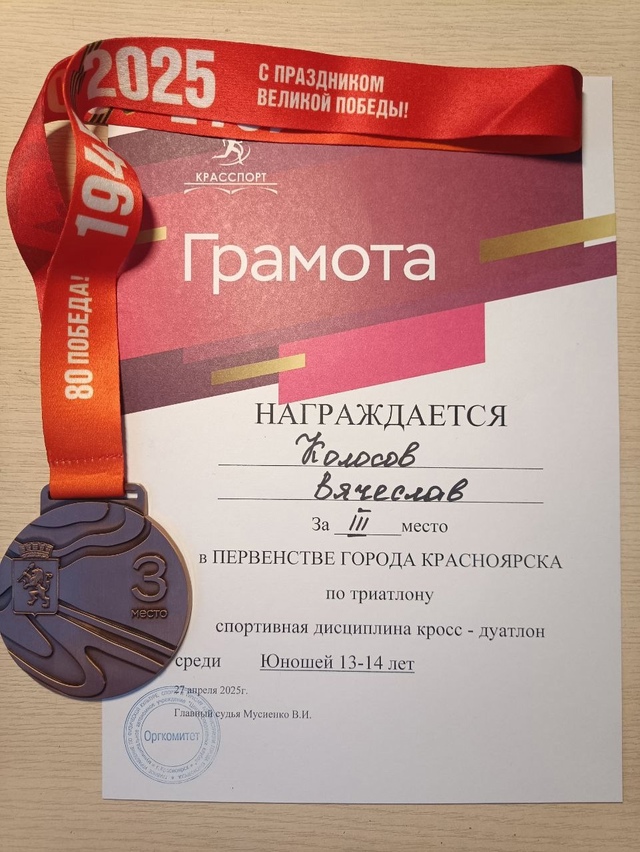 2025
С ПРАЗДНИКОМ
ВЕЛИКОЙ ПОБЕДЫ!
194
80 ПОБЕДА!
КРАССПОРТ
Грамота
НАГРАЖДАЕТСЯ
Колосов
Вячеслав
За III место
в ПЕРВЕНСТВЕ ГОРОДА КРАСНОЯРСКА
по триатлону
спортивная дисциплина кросс - дуатлон
среди Юношей 13-14 лет
27 апреля 2025г.
Главный судья Мусиенко В.И.
Оргкомитет
3
МЕСТО